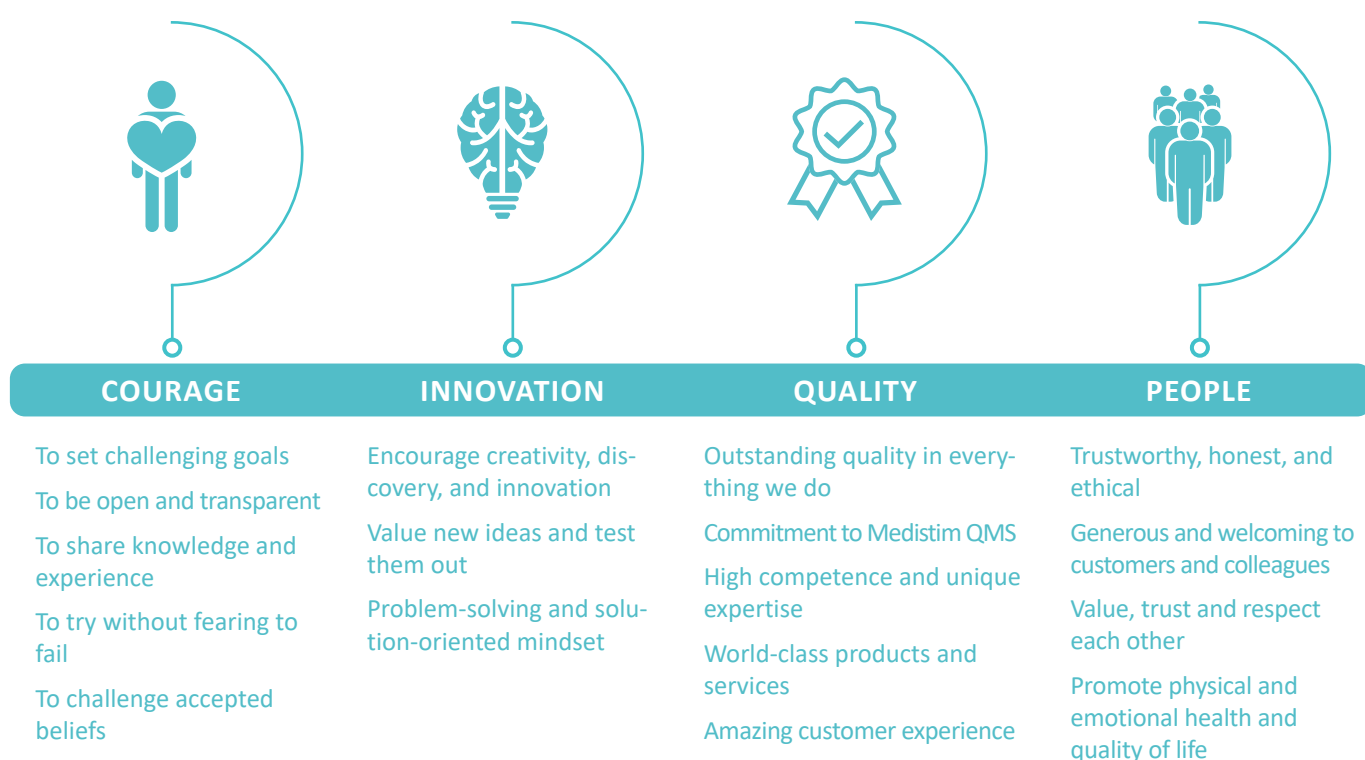 COURAGE
INNOVATION
QUALITY
PEOPLE
To set challenging goals
To be open and transparent
To share knowledge and
experience
To try without fearing to
fail
To challenge accepted
beliefs
Encourage creativity, dis-
covery, and innovation
Value new ideas and test
them out
Problem-solving and solu-
tion-oriented mindset
Outstanding quality in every-
thing we do
Commitment to Medistim QMS
High competence and unique
expertise
World-class products and
services
Amazing customer experience
Trustworthy, honest, and
ethical
Generous and welcoming to
customers and colleagues
Value, trust and respect
each other
Promote physical and
emotional health and
quality of life